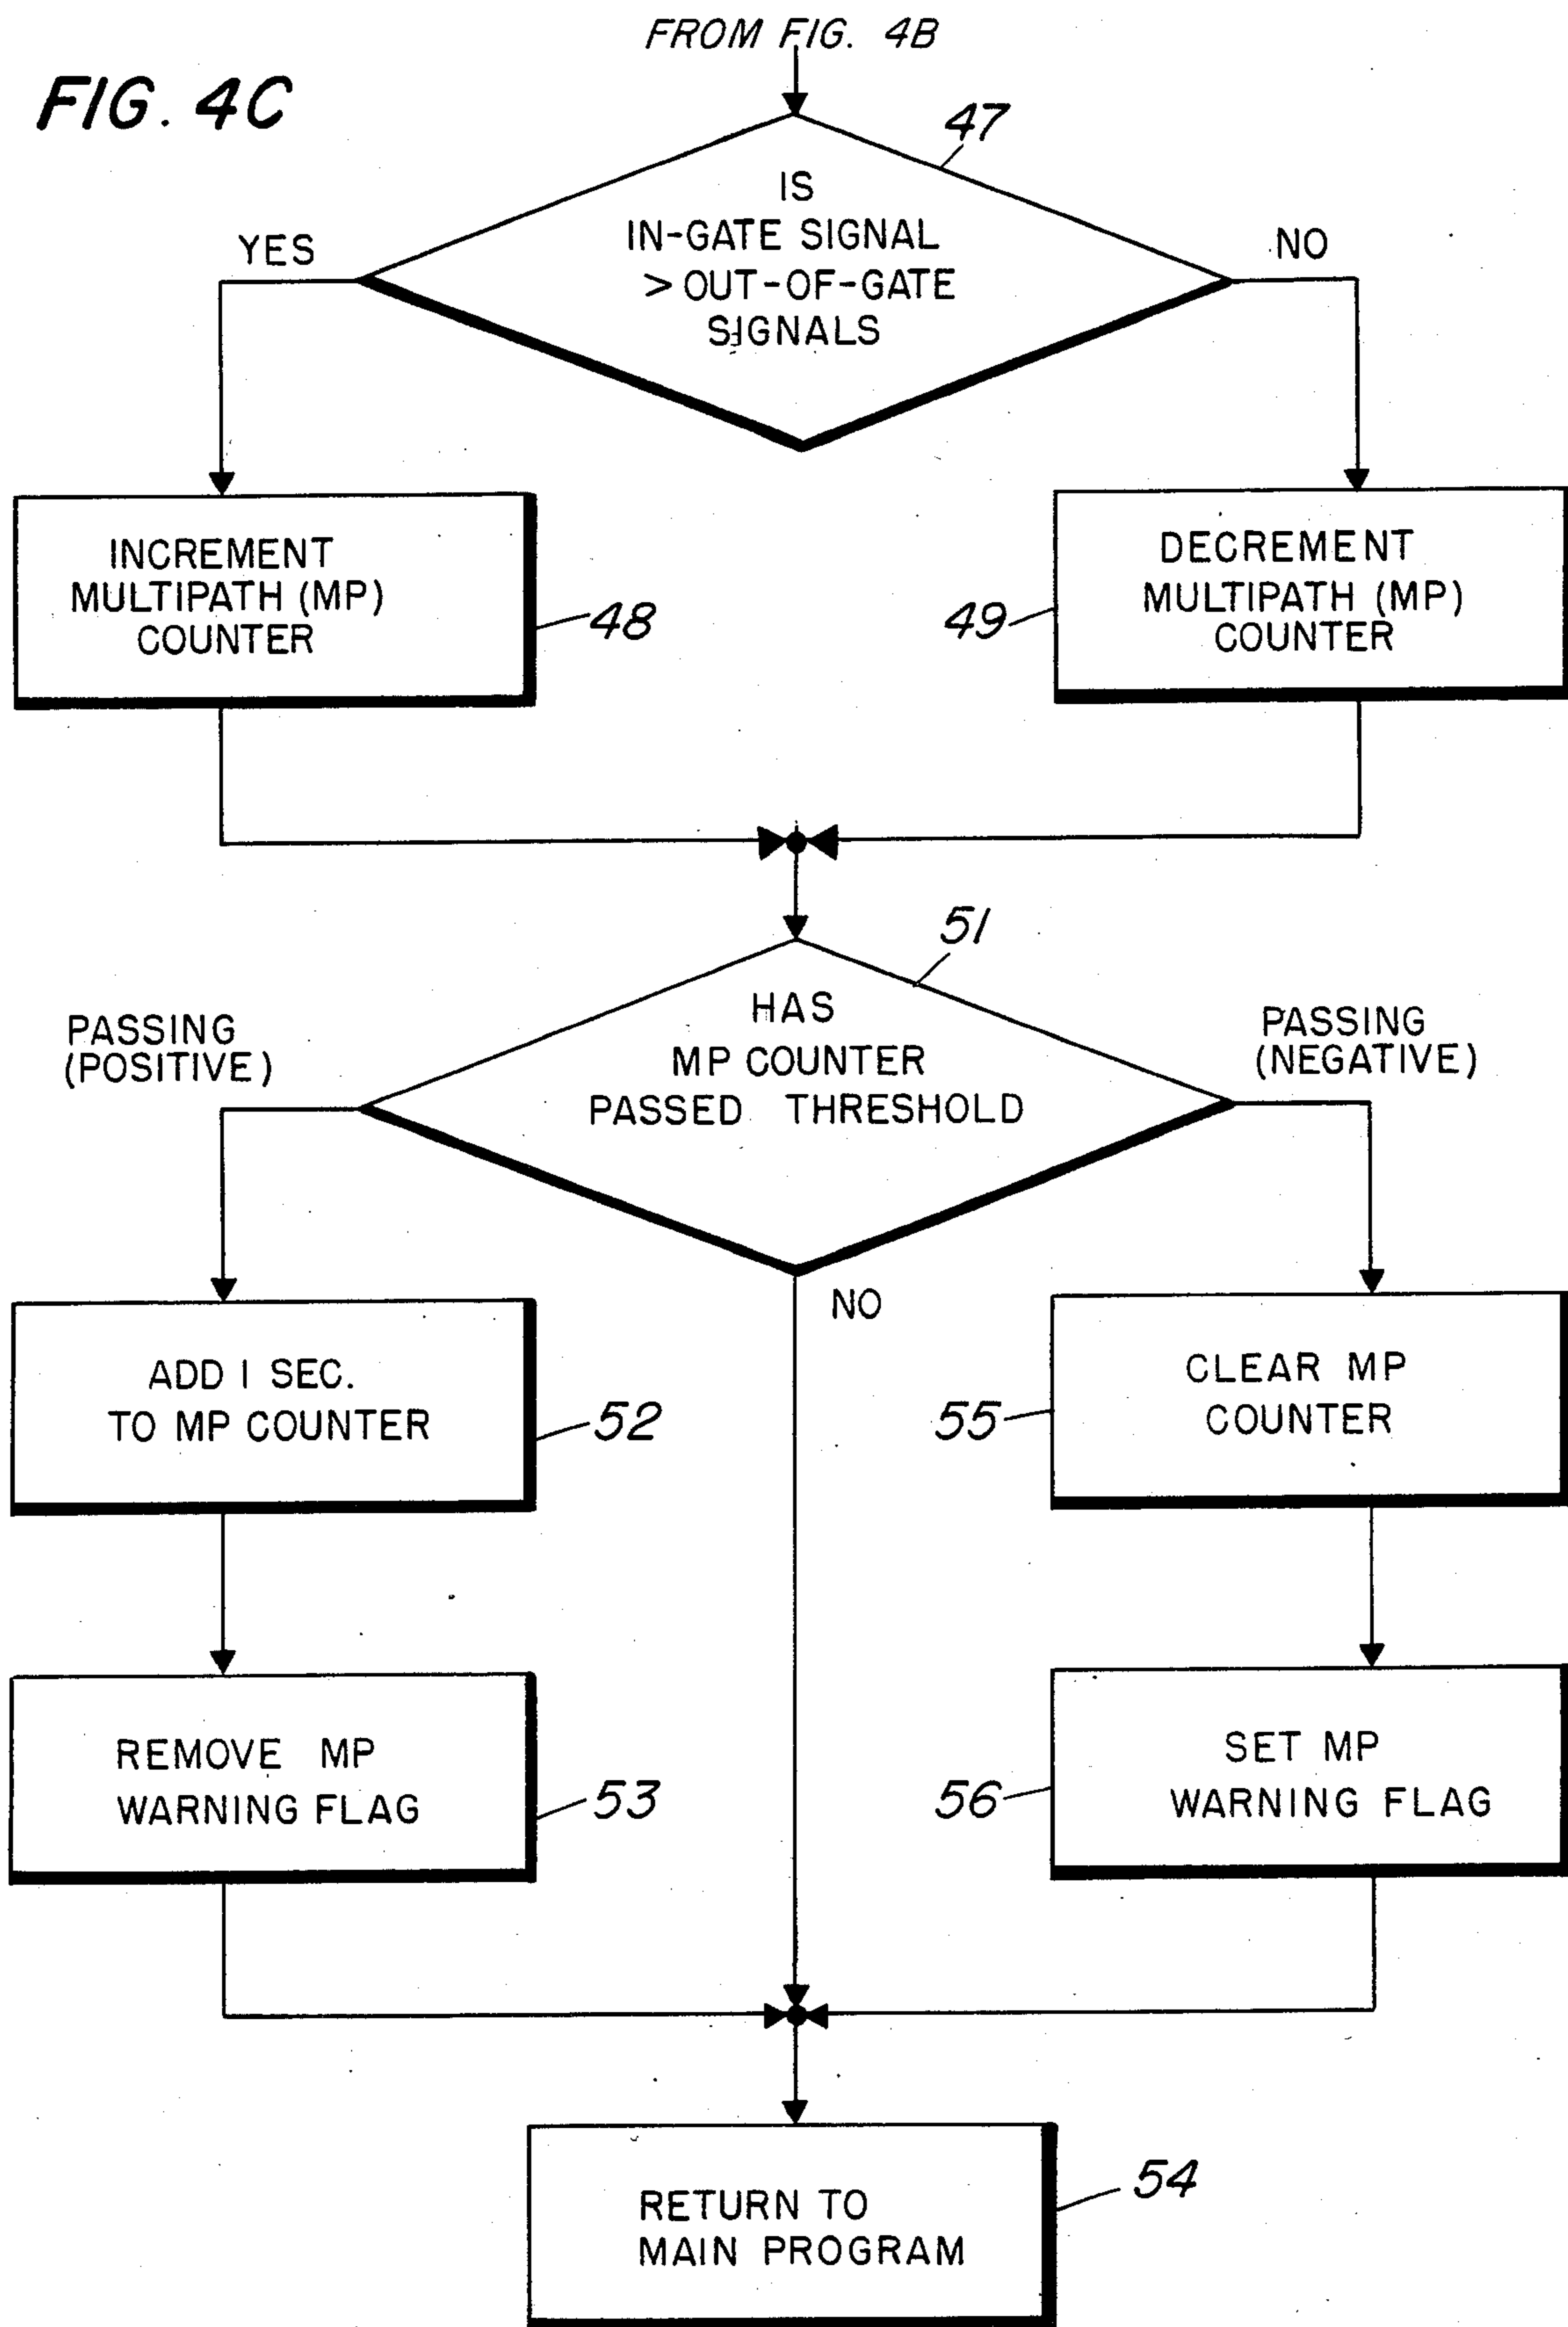 FROM FIG. 4B
FIG. 4C
47
IS
IN-GATE SIGNAL
> OUT-OF-GATE
SIGNALS
YES
NO
INCREMENT
MULTIPATH (MP)
COUNTER
48
DECREMENT
MULTIPATH (MP)
COUNTER
49
51
HAS
MP COUNTER
PASSED THRESHOLD
PASSING
(POSITIVE)
PASSING
(NEGATIVE)
NO
ADD 1 SEC.
TO MP COUNTER
52
CLEAR MP
COUNTER
55
REMOVE MP
WARNING FLAG
53
SET MP
WARNING FLAG
56
RETURN TO
MAIN PROGRAM
54